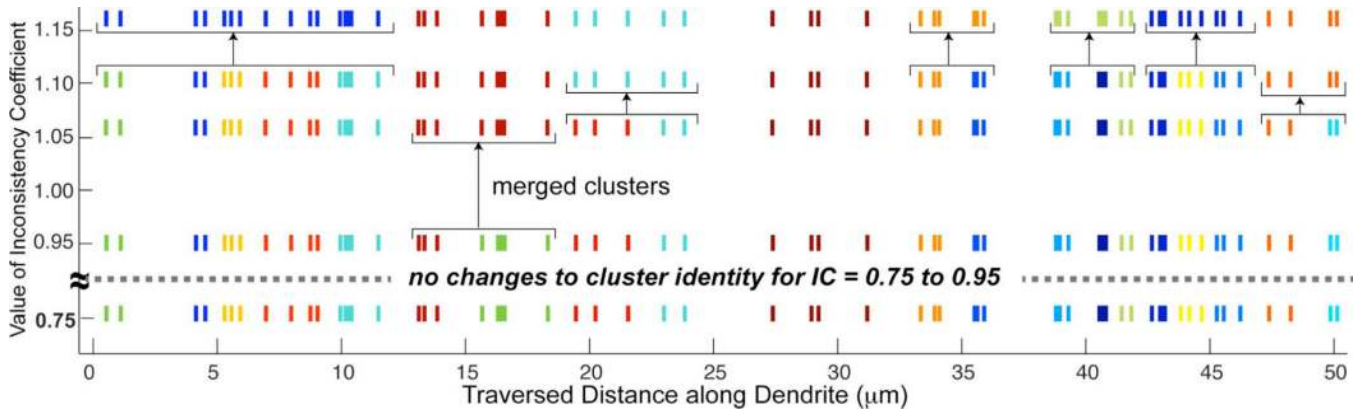 Value of Inconsistency Coefficient
1.15
1.10
1.05
1.00
0.95
≈
0.75
merged clusters
no changes to cluster identity for IC = 0.75 to 0.95
0 5 10 15 20 25 30 35 40 45 50
Traversed Distance along Dendrite (μm)